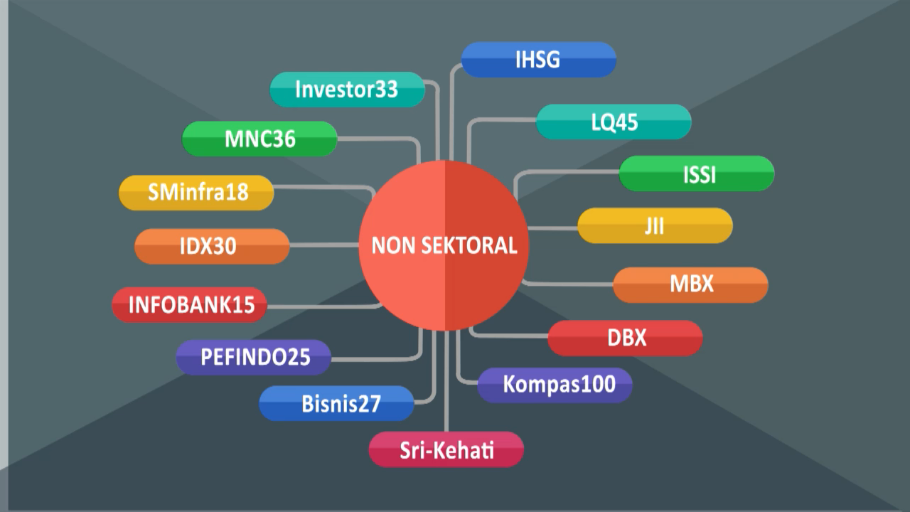 IHSG
Investor33
LQ45
MNC36
ISSI
SMinfra18
JII
IDX30
NON SEKTORAL
MBX
INFOBANK15
DBX
PEFINDO25
Kompas100
Bisnis27
Sri-Kehati